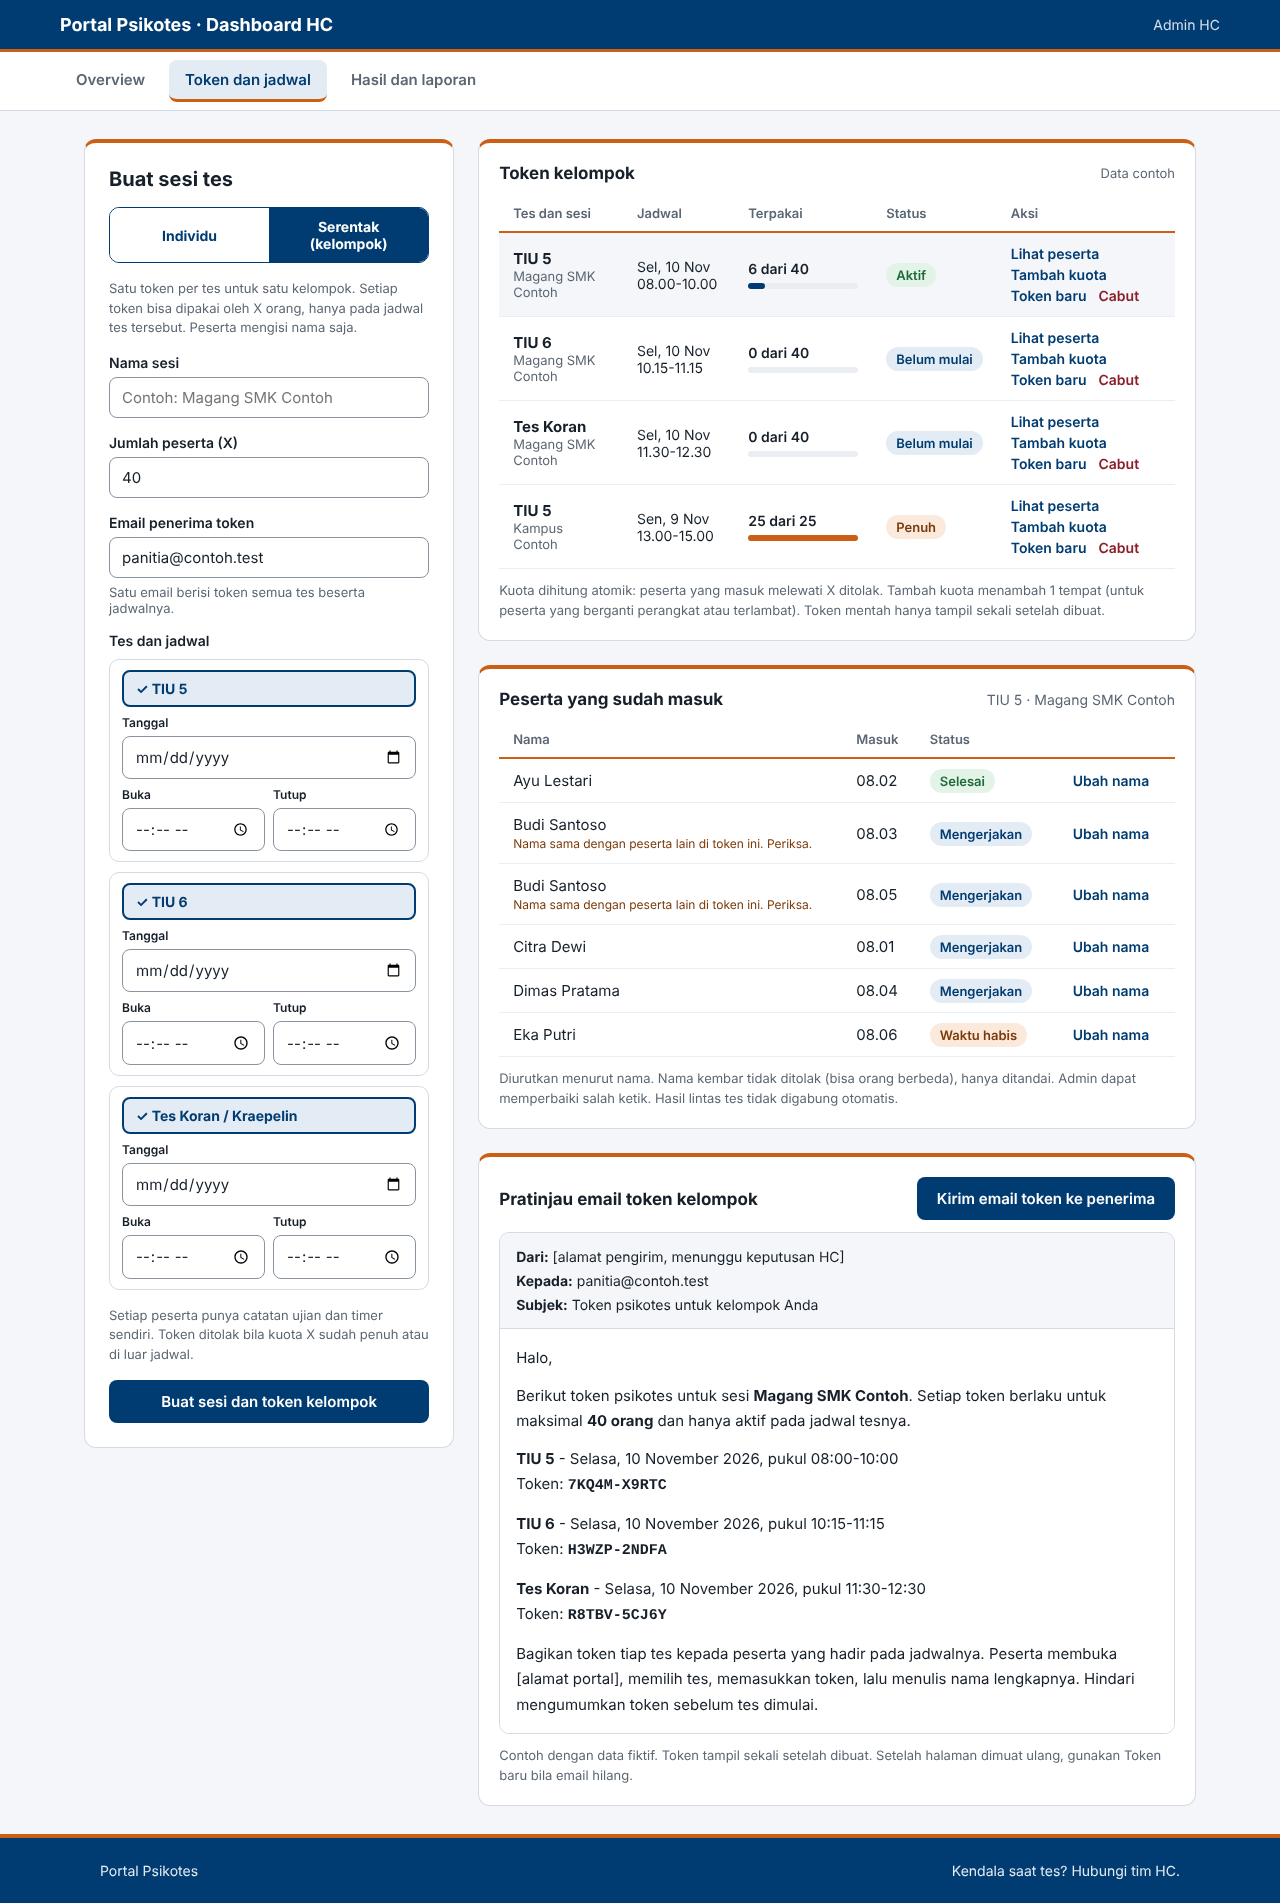 Portal Psikotes · Dashboard HC
Admin HC
Overview
Token dan jadwal
Hasil dan laporan
Buat sesi tes
Individu
Serentak
(kelompok)
Satu token per tes untuk satu kelompok. Setiap
token bisa dipakai oleh X orang, hanya pada jadwal
tes tersebut. Peserta mengisi nama saja.
Nama sesi
Contoh: Magang SMK Contoh
Jumlah peserta (X)
40
Email penerima token
panitia@contoh.test
Satu email berisi token semua tes beserta
jadwalnya.
Tes dan jadwal
✓ TIU 5
Tanggal
mm/dd/yyyy
Buka Tutup
--:-- -- --:-- --
✓ TIU 6
Tanggal
mm/dd/yyyy
Buka Tutup
--:-- -- --:-- --
✓ Tes Koran / Kraepelin
Tanggal
mm/dd/yyyy
Buka Tutup
--:-- -- --:-- --
Setiap peserta punya catatan ujian dan timer
sendiri. Token ditolak bila kuota X sudah penuh atau
di luar jadwal.
Buat sesi dan token kelompok
Token kelompok
Data contoh
Tes dan sesi Jadwal Terpakai Status Aksi
TIU 5
Magang SMK
Contoh
Sel, 10 Nov
08.00-10.00
6 dari 40
Aktif
Lihat peserta
Tambah kuota
Token baru Cabut
TIU 6
Magang SMK
Contoh
Sel, 10 Nov
10.15-11.15
0 dari 40
Belum mulai
Lihat peserta
Tambah kuota
Token baru Cabut
Tes Koran
Magang SMK
Contoh
Sel, 10 Nov
11.30-12.30
0 dari 40
Belum mulai
Lihat peserta
Tambah kuota
Token baru Cabut
TIU 5
Kampus
Contoh
Sen, 9 Nov
13.00-15.00
25 dari 25
Penuh
Lihat peserta
Tambah kuota
Token baru Cabut
Kuota dihitung atomik: peserta yang masuk melewati X ditolak. Tambah kuota menambah 1 tempat (untuk
peserta yang berganti perangkat atau terlambat). Token mentah hanya tampil sekali setelah dibuat.
Peserta yang sudah masuk
TIU 5 · Magang SMK Contoh
Nama Masuk Status
Ayu Lestari 08.02 Selesai Ubah nama
Budi Santoso
Nama sama dengan peserta lain di token ini. Periksa.
08.03 Mengerjakan Ubah nama
Budi Santoso
Nama sama dengan peserta lain di token ini. Periksa.
08.05 Mengerjakan Ubah nama
Citra Dewi 08.01 Mengerjakan Ubah nama
Dimas Pratama 08.04 Mengerjakan Ubah nama
Eka Putri 08.06 Waktu habis Ubah nama
Diurutkan menurut nama. Nama kembar tidak ditolak (bisa orang berbeda), hanya ditandai. Admin dapat
memperbaiki salah ketik. Hasil lintas tes tidak digabung otomatis.
Pratinjau email token kelompok
Kirim email token ke penerima
Dari: [alamat pengirim, menunggu keputusan HC]
Kepada: panitia@contoh.test
Subjek: Token psikotes untuk kelompok Anda
Halo,
Berikut token psikotes untuk sesi Magang SMK Contoh. Setiap token berlaku untuk
maksimal 40 orang dan hanya aktif pada jadwal tesnya.
TIU 5 - Selasa, 10 November 2026, pukul 08:00-10:00
Token: 7KQ4M-X9RTC
TIU 6 - Selasa, 10 November 2026, pukul 10:15-11:15
Token: H3WZP-2NDFA
Tes Koran - Selasa, 10 November 2026, pukul 11:30-12:30
Token: R8TBV-5CJ6Y
Bagikan token tiap tes kepada peserta yang hadir pada jadwalnya. Peserta membuka
[alamat portal], memilih tes, memasukkan token, lalu menulis nama lengkapnya. Hindari
mengumumkan token sebelum tes dimulai.
Contoh dengan data fiktif. Token tampil sekali setelah dibuat. Setelah halaman dimuat ulang, gunakan Token
baru bila email hilang.
Portal Psikotes
Kendala saat tes? Hubungi tim HC.